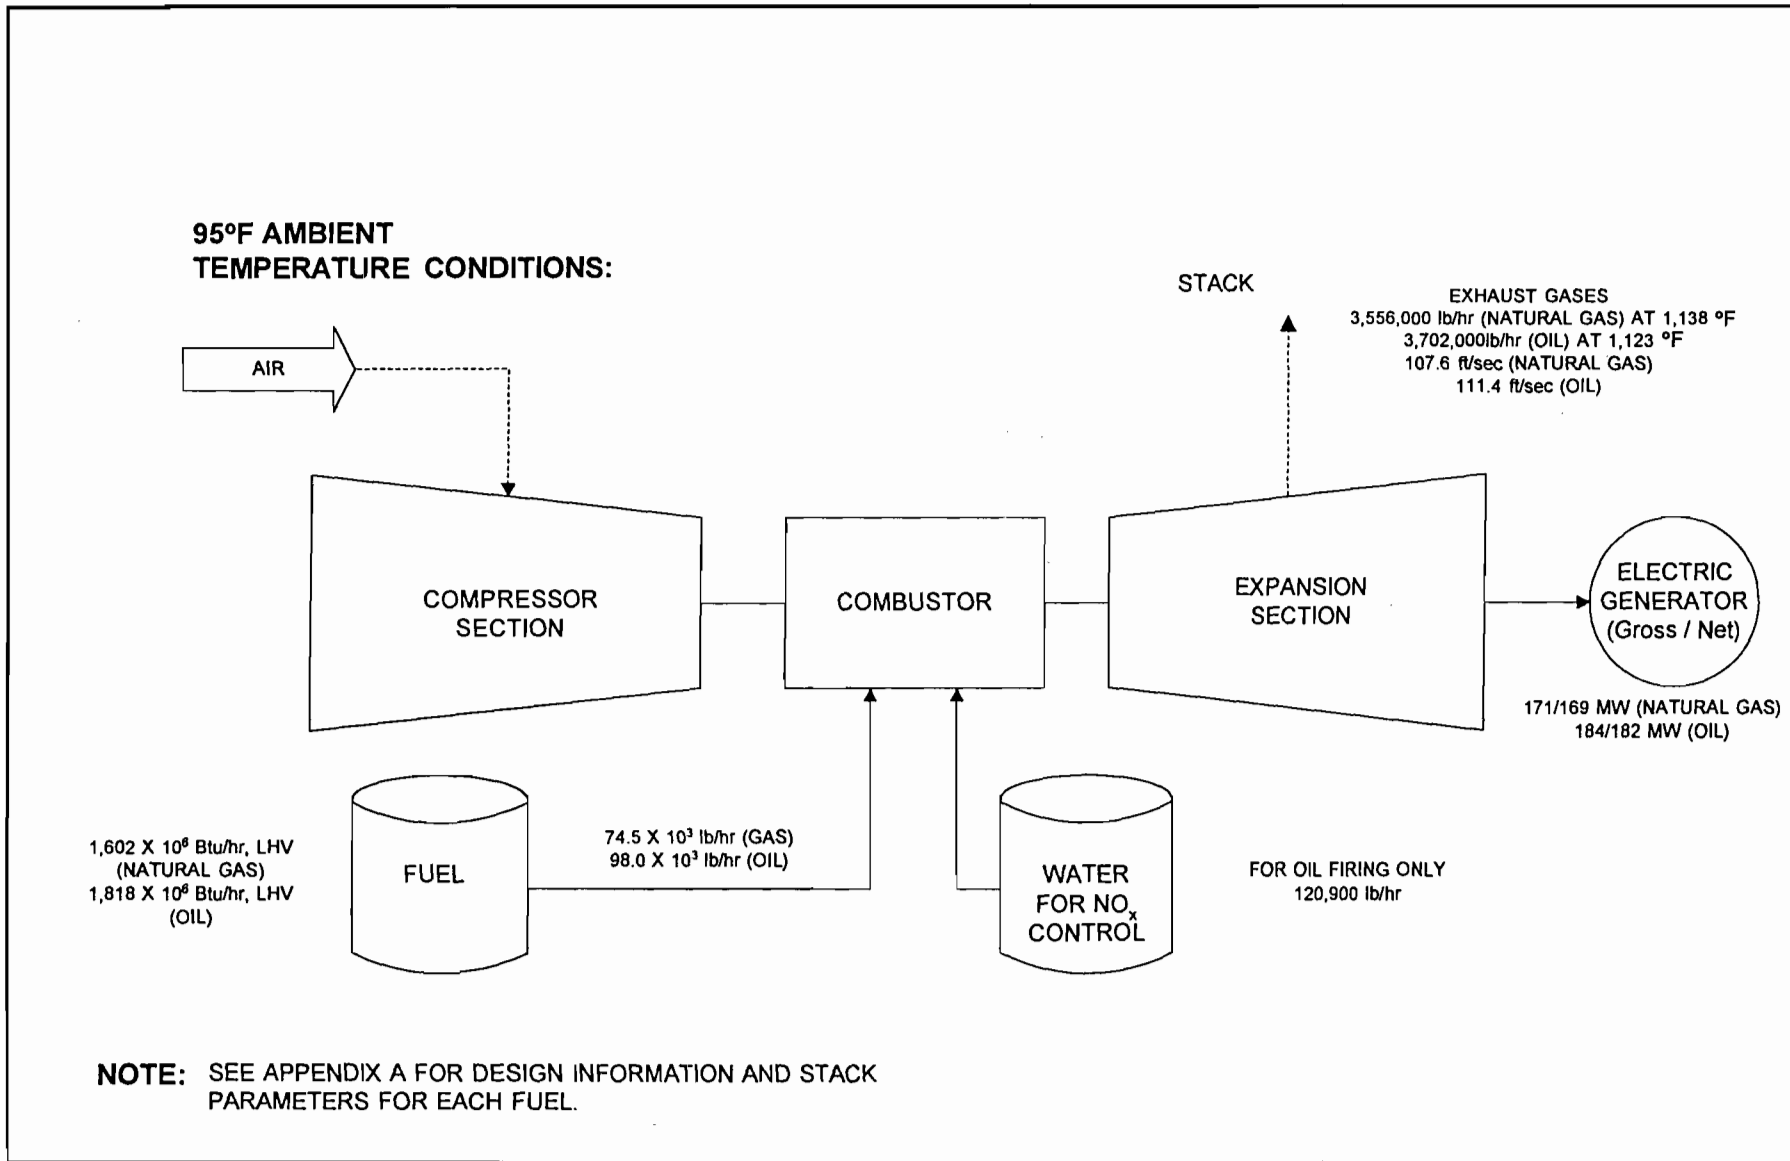 95ºF AMBIENT
TEMPERATURE CONDITIONS:
STACK
EXHAUST GASES
3,556,000 lb/hr (NATURAL GAS) AT 1,138 ºF
3,702,000lb/hr (OIL) AT 1,123 ºF
107.6 ft/sec (NATURAL GAS)
111.4 ft/sec (OIL)
AIR
COMPRESSOR
SECTION
COMBUSTOR
EXPANSION
SECTION
ELECTRIC
GENERATOR
(Gross / Net)
171/169 MW (NATURAL GAS)
184/182 MW (OIL)
1,602 X 10⁶ Btu/hr, LHV
(NATURAL GAS)
1,818 X 10⁶ Btu/hr, LHV
(OIL)
FUEL
74.5 X 10³ lb/hr (GAS)
98.0 X 10³ lb/hr (OIL)
WATER
FOR NOₓ
CONTROL
FOR OIL FIRING ONLY
120,900 lb/hr
NOTE: SEE APPENDIX A FOR DESIGN INFORMATION AND STACK
PARAMETERS FOR EACH FUEL.